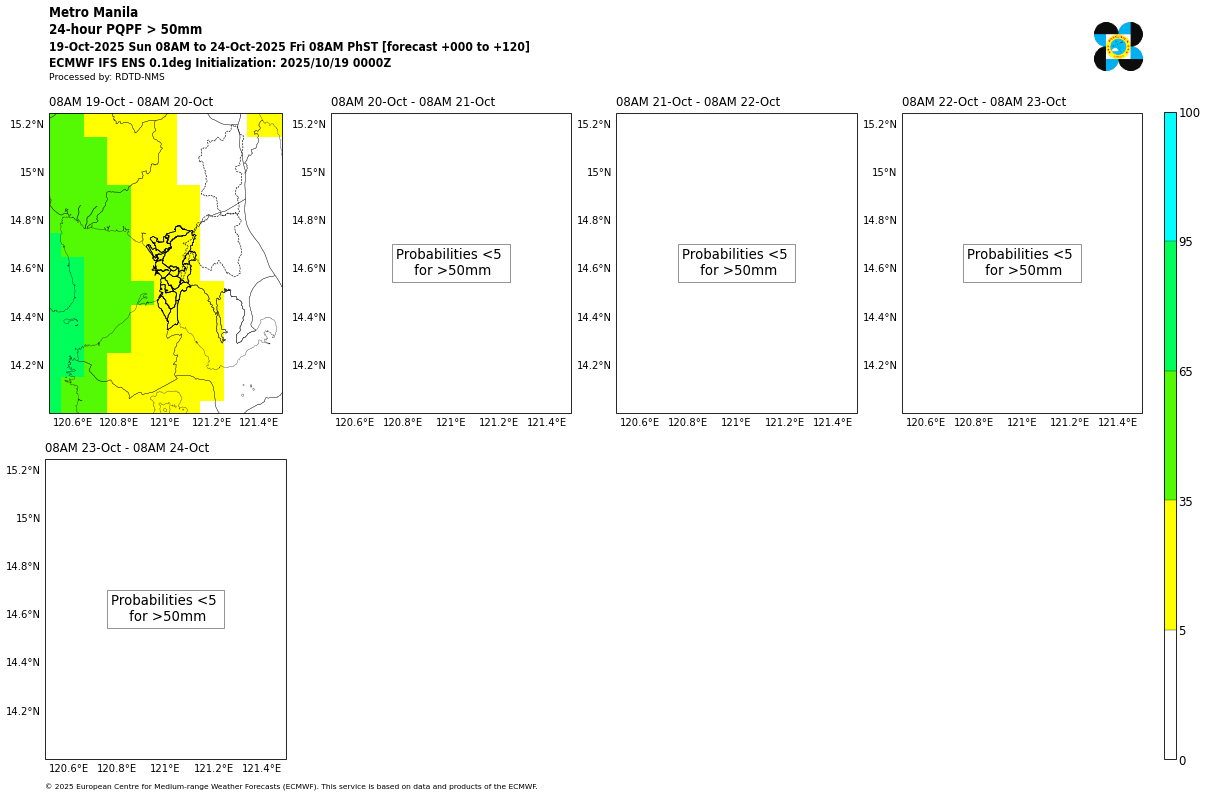 Metro Manila
24-hour PQPF > 50mm
19-Oct-2025 Sun 08AM to 24-Oct-2025 Fri 08AM PhST [forecast +000 to +120]
ECMWF IFS ENS 0.1deg Initialization: 2025/10/19 0000Z
Processed by: RDTD-NMS
08AM 19-Oct - 08AM 20-Oct
15.2°N
15°N
14.8°N
14.6°N
14.4°N
14.2°N
120.6°E 120.8°E 121°E 121.2°E 121.4°E
08AM 20-Oct - 08AM 21-Oct
15.2°N
15°N
14.8°N
14.6°N
14.4°N
14.2°N
Probabilities <5
for >50mm
120.6°E 120.8°E 121°E 121.2°E 121.4°E
08AM 21-Oct - 08AM 22-Oct
15.2°N
15°N
14.8°N
14.6°N
14.4°N
14.2°N
Probabilities <5
for >50mm
120.6°E 120.8°E 121°E 121.2°E 121.4°E
08AM 22-Oct - 08AM 23-Oct
15.2°N
15°N
14.8°N
14.6°N
14.4°N
14.2°N
Probabilities <5
for >50mm
120.6°E 120.8°E 121°E 121.2°E 121.4°E
100
95
65
35
5
0
08AM 23-Oct - 08AM 24-Oct
15.2°N
15°N
14.8°N
14.6°N
14.4°N
14.2°N
Probabilities <5
for >50mm
120.6°E 120.8°E 121°E 121.2°E 121.4°E
© 2025 European Centre for Medium-range Weather Forecasts (ECMWF). This service is based on data and products of the ECMWF.